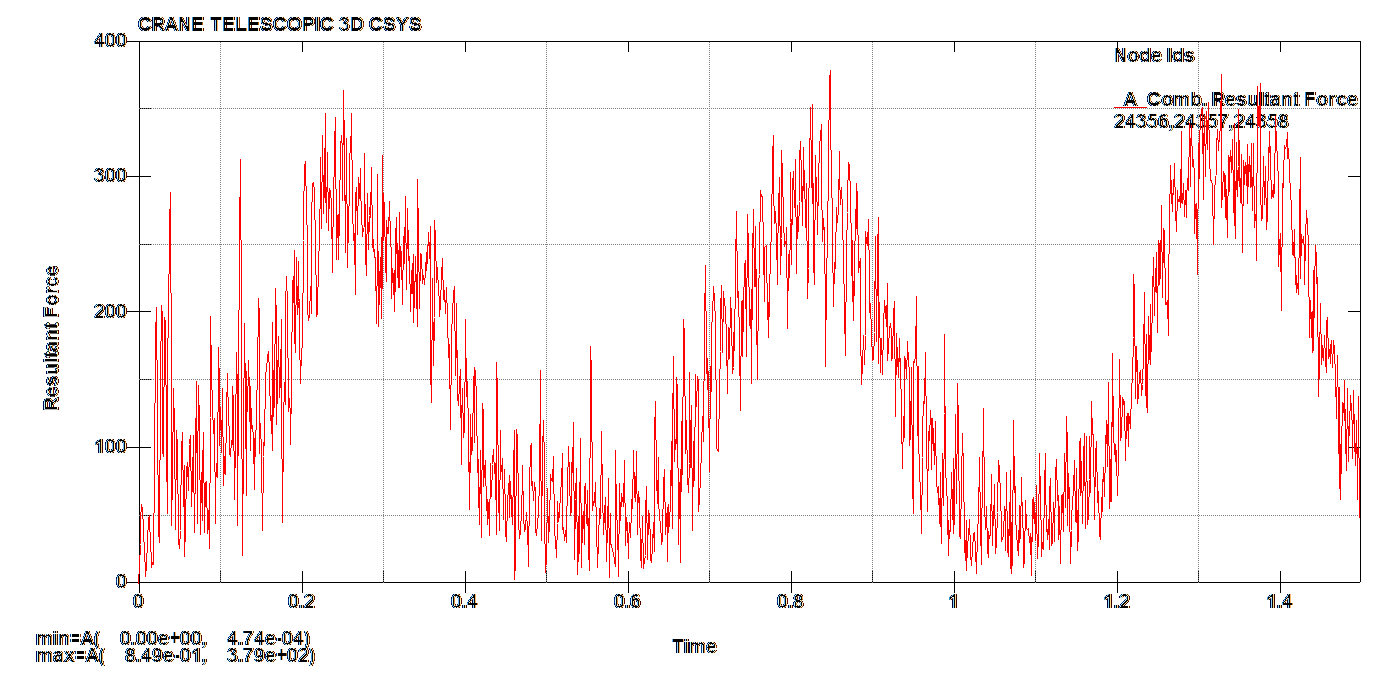 CRANE TELESCOPIC 3D CSYS
Node Ids
A Comb. Resultant Force
24356,24357,24358
400
300
200
100
0
Resultant Force
0 0.2 0.4 0.6 0.8 1 1.2 1.4
Time
min=A( 0.00e+00, 4.74e-04)
max=A( 8.49e-01, 3.79e+02)